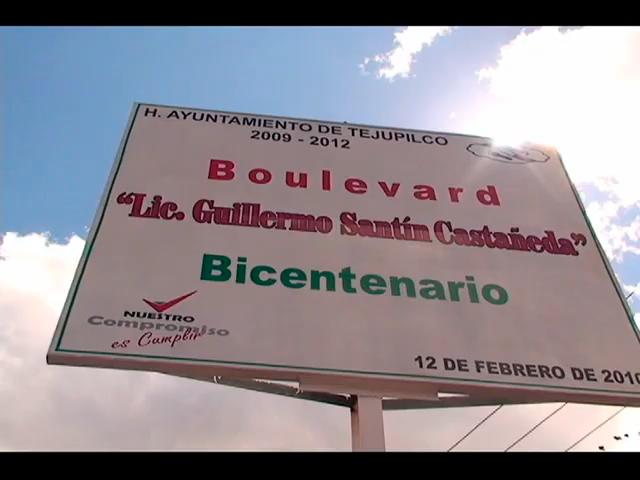 H. AYUNTAMIENTO DE TEJUPILCO
2009 - 2012
Boulevard
“Lic. Guillermo Santín Castañeda”
Bicentenario
NUESTRO
Compromiso
es Cumplir
12 DE FEBRERO DE 2010